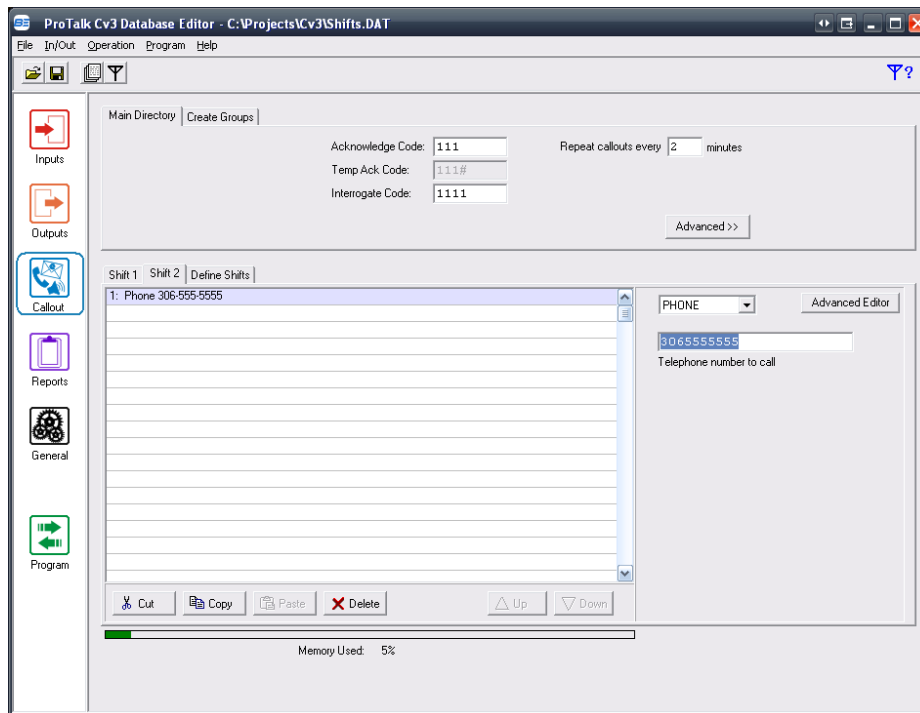 ProTalk Cv3 Database Editor - C:\Projects\Cv3\Shifts.DAT
File In/Out Operation Program Help
?
Main Directory Create Groups
Acknowledge Code: 111 Repeat callouts every 2 minutes
Temp Ack Code: 111#
Interrogate Code: 1111
Advanced >>
Inputs
Outputs
Callout
Reports
General
Program
Shift 1 Shift 2 Define Shifts
1: Phone 306-555-5555
PHONE Advanced Editor
3065555555
Telephone number to call
Cut Copy Paste Delete Up Down
Memory Used: 5%